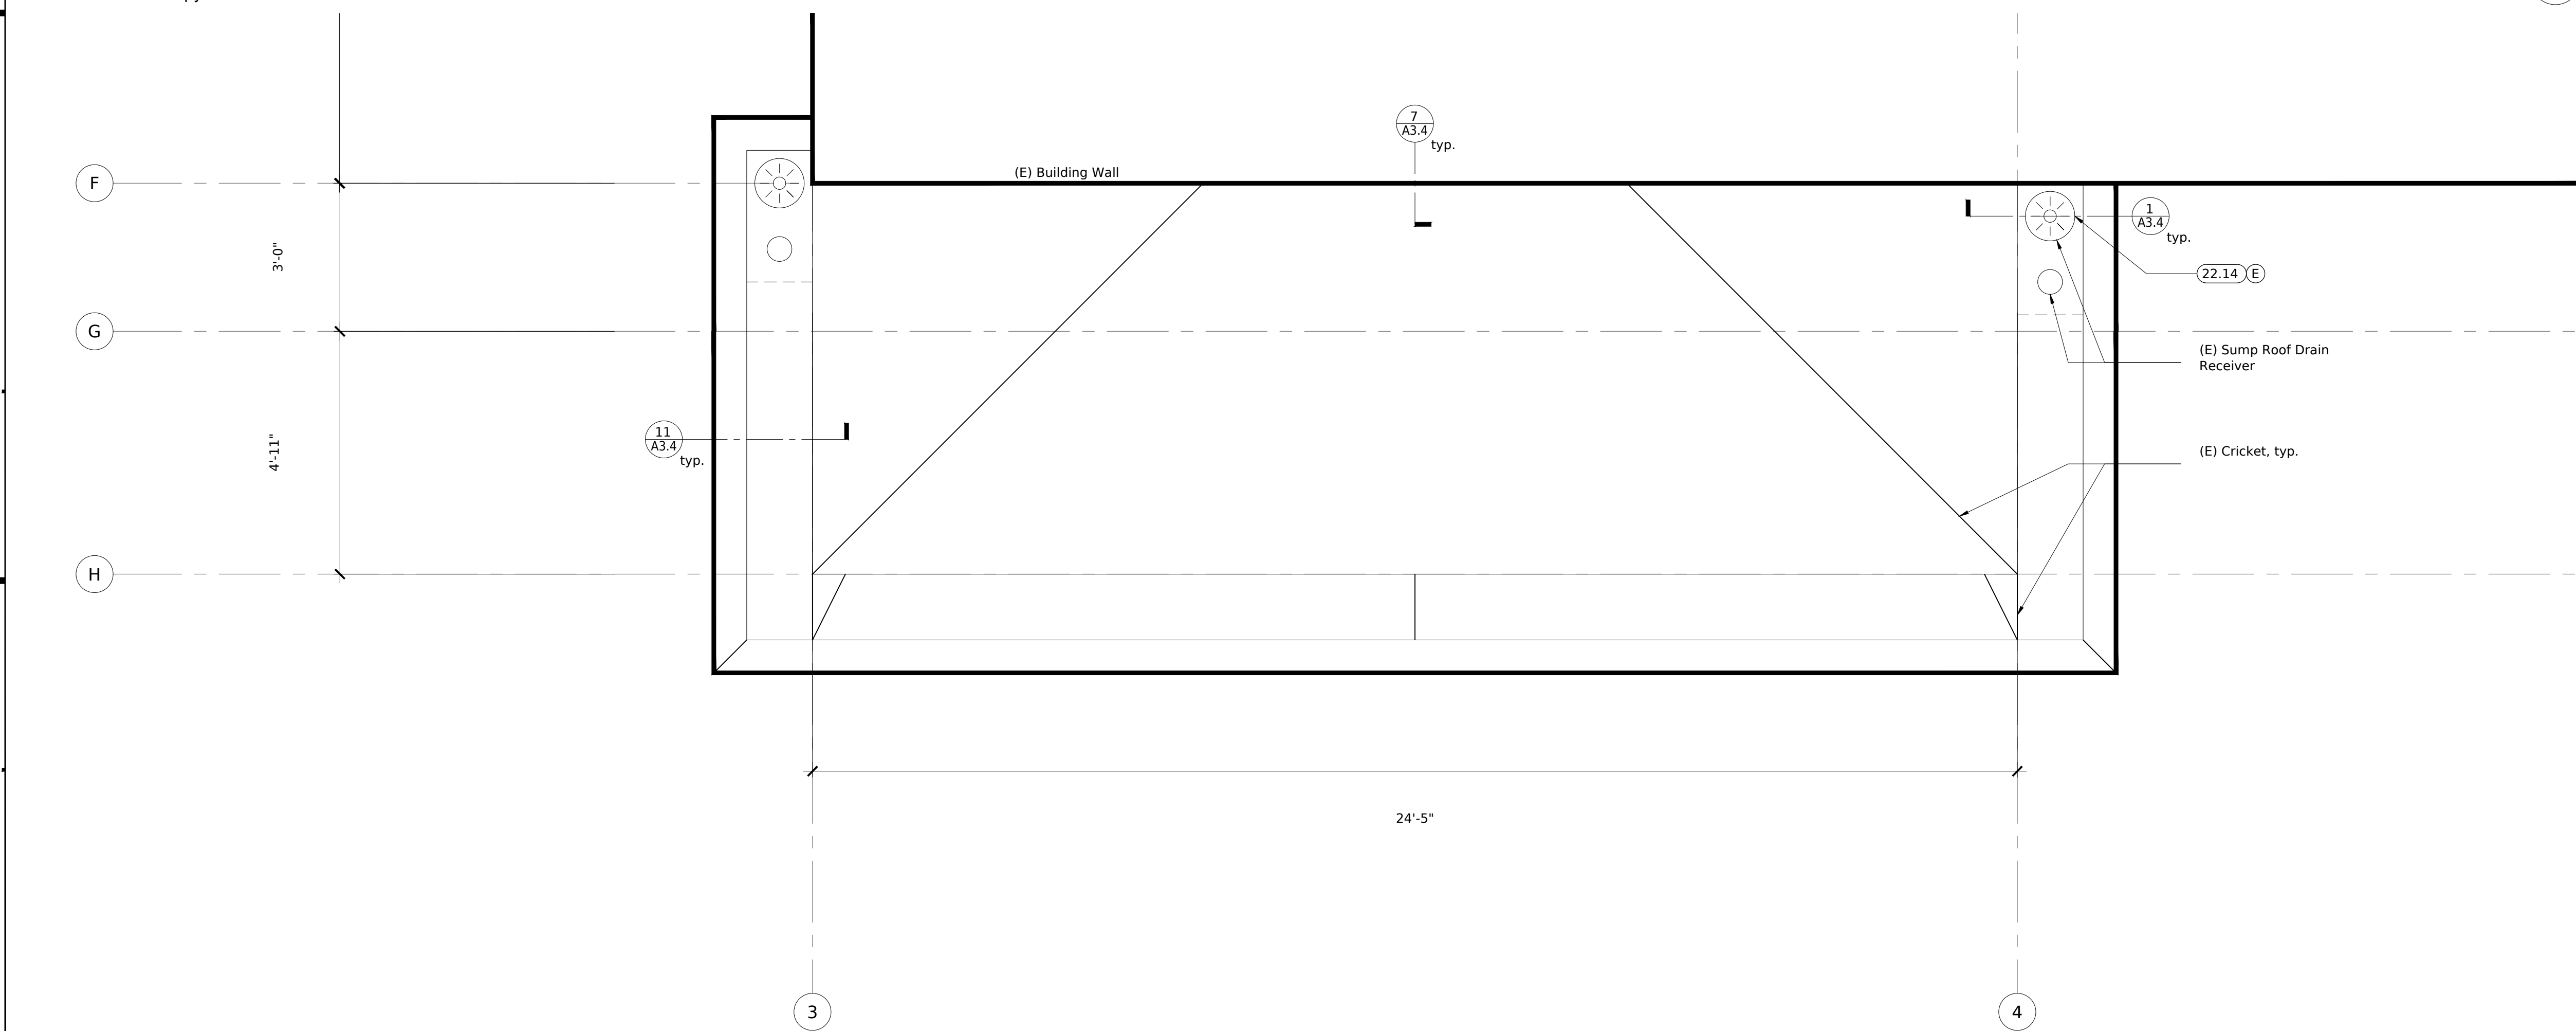 7
A3.4
typ.
(E) Building Wall
F
1
A3.4
typ.
3'-0"
22.14 E
G
(E) Sump Roof Drain
Receiver
11
A3.4
typ.
4'-11"
(E) Cricket, typ.
H
24'-5"
3
4